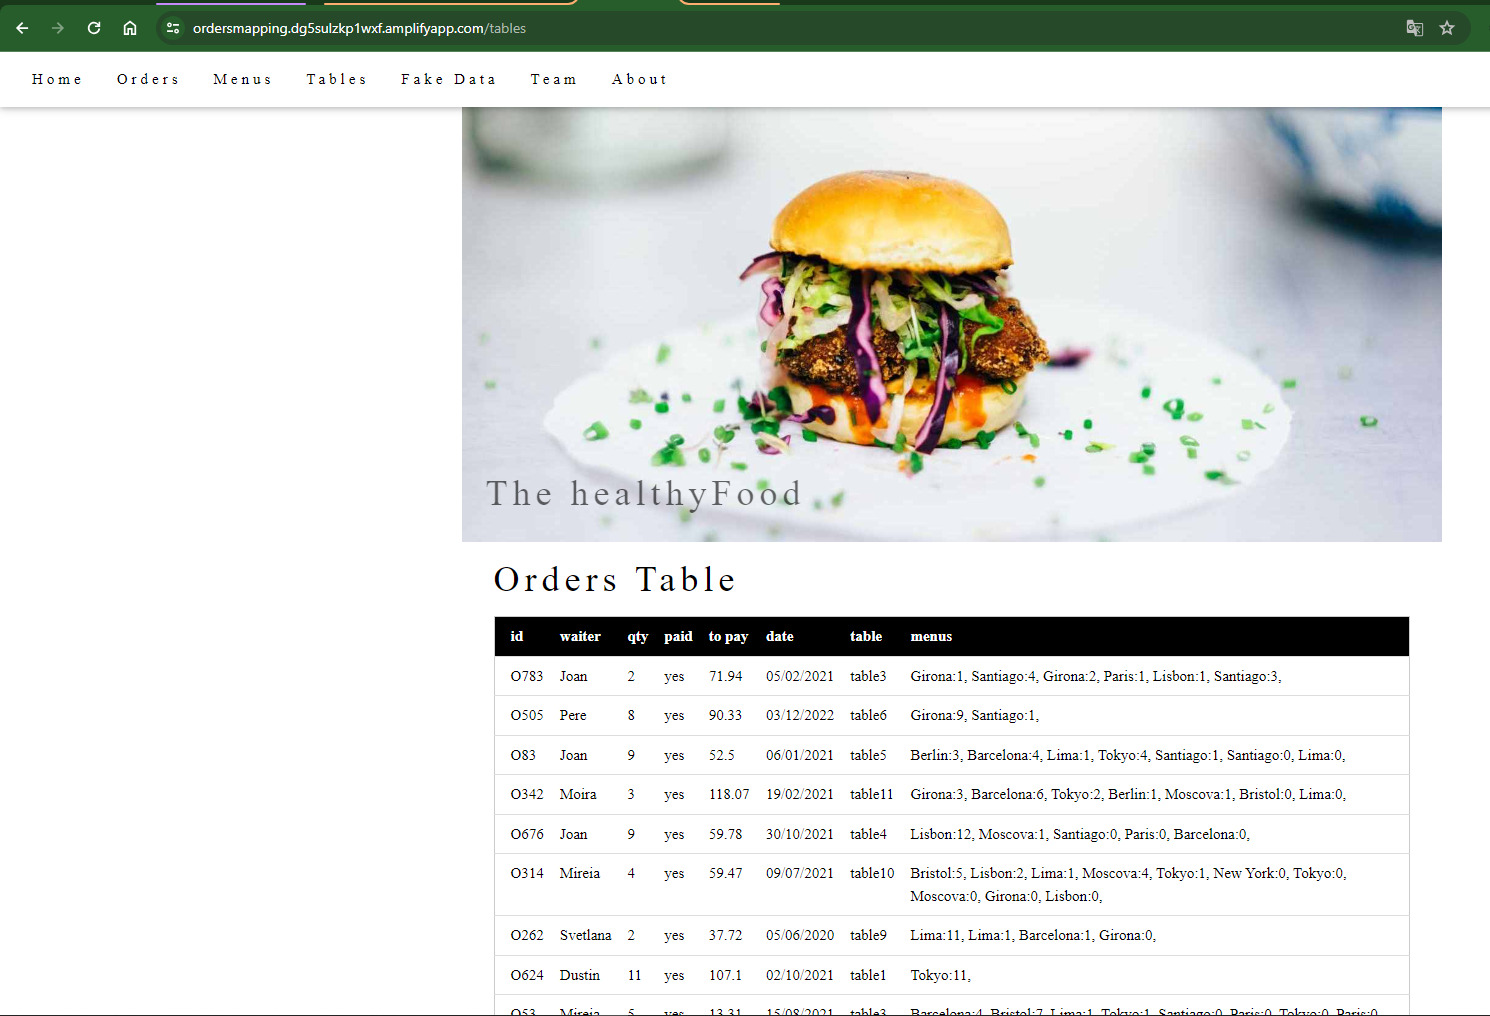 ordersmapping.dg5sulzkp1wxf.amplifyapp.com/tables
Home Orders Menus Tables Fake Data Team About
The healthyFood
Orders Table
id waiter qty paid to pay date table menus
O783 Joan 2 yes 71.94 05/02/2021 table3 Girona:1, Santiago:4, Girona:2, Paris:1, Lisbon:1, Santiago:3,
O505 Pere 8 yes 90.33 03/12/2022 table6 Girona:9, Santiago:1,
O83 Joan 9 yes 52.5 06/01/2021 table5 Berlin:3, Barcelona:4, Lima:1, Tokyo:4, Santiago:1, Santiago:0, Lima:0,
O342 Moira 3 yes 118.07 19/02/2021 table11 Girona:3, Barcelona:6, Tokyo:2, Berlin:1, Moscova:1, Bristol:0, Lima:0,
O676 Joan 9 yes 59.78 30/10/2021 table4 Lisbon:12, Moscova:1, Santiago:0, Paris:0, Barcelona:0,
O314 Mireia 4 yes 59.47 09/07/2021 table10 Bristol:5, Lisbon:2, Lima:1, Moscova:4, Tokyo:1, New York:0, Tokyo:0,
Moscova:0, Girona:0, Lisbon:0,
O262 Svetlana 2 yes 37.72 05/06/2020 table9 Lima:11, Lima:1, Barcelona:1, Girona:0,
O624 Dustin 11 yes 107.1 02/10/2021 table1 Tokyo:11,
O53 Mireia 5 yes 13.31 15/08/2021 table3 Barcelona:4, Bristol:7, Lima:1, Tokyo:1, Santiago:0, Paris:0, Tokyo:0, Paris:0